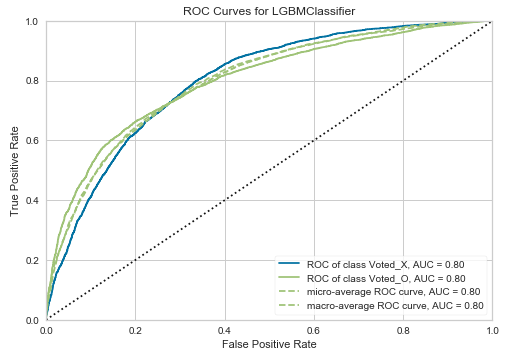 ROC Curves for LGBMClassifier
1.0
0.8
0.6
0.4
0.2
0.0
True Positive Rate
ROC of class Voted_X, AUC = 0.80
ROC of class Voted_O, AUC = 0.80
micro-average ROC curve, AUC = 0.80
macro-average ROC curve, AUC = 0.80
0.0 0.2 0.4 0.6 0.8 1.0
False Positive Rate